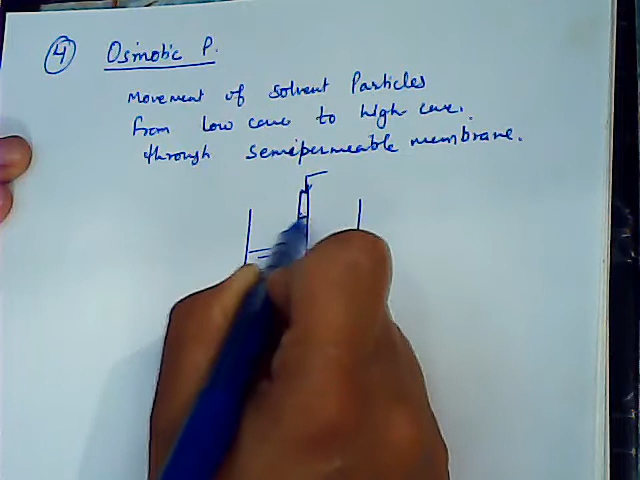 4 Osmotic P.
Movement of solvent Particles
from low conc to high conc.
through semipermeable membrane.